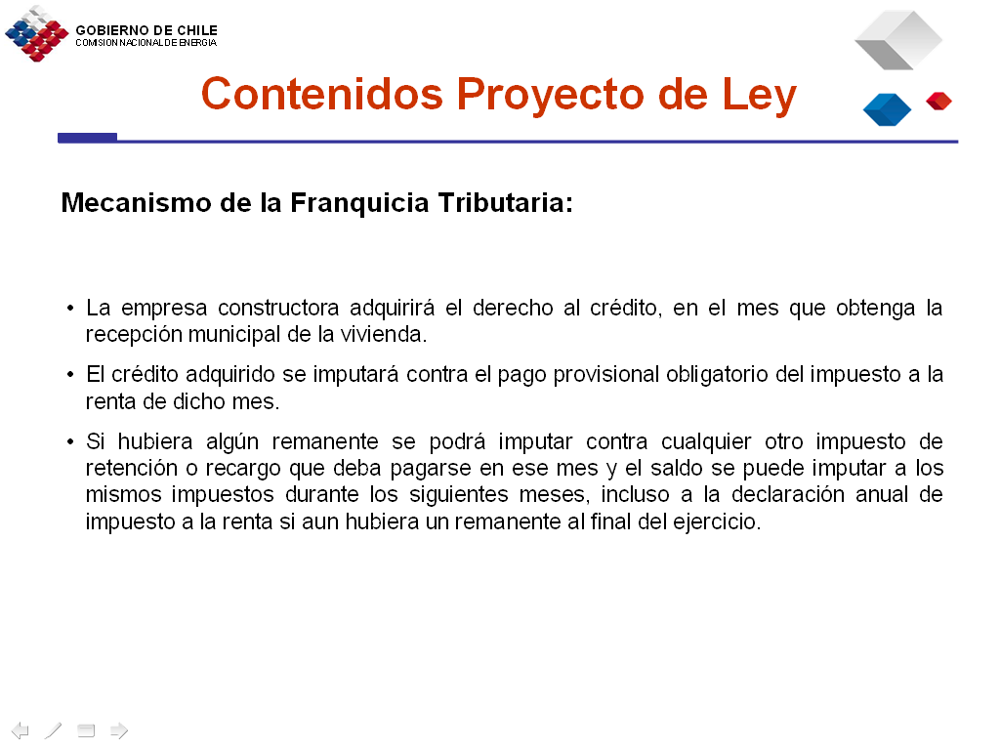 GOBIERNO DE CHILE
COMISION NACIONAL DE ENERGIA
Contenidos Proyecto de Ley
Mecanismo de la Franquicia Tributaria:
• La empresa constructora adquirirá el derecho al crédito, en el mes que obtenga la
recepción municipal de la vivienda.
• El crédito adquirido se imputará contra el pago provisional obligatorio del impuesto a la
renta de dicho mes.
• Si hubiera algún remanente se podrá imputar contra cualquier otro impuesto de
retención o recargo que deba pagarse en ese mes y el saldo se puede imputar a los
mismos impuestos durante los siguientes meses, incluso a la declaración anual de
impuesto a la renta si aun hubiera un remanente al final del ejercicio.